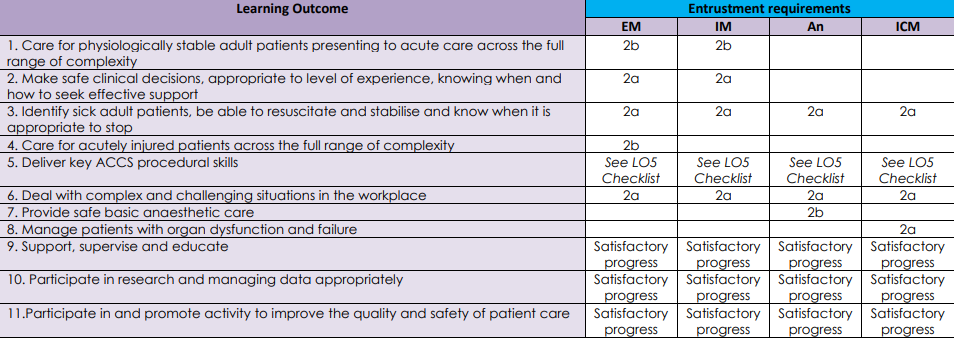 Learning Outcome Entrustment requirements
EM IM An ICM
1. Care for physiologically stable adult patients presenting to acute care across the full 2b 2b
range of complexity
2. Make safe clinical decisions, appropriate to level of experience, knowing when and 2a 2a
how to seek effective support
3. Identify sick adult patients, be able to resuscitate and stabilise and know when it is 2a 2a 2a 2a
appropriate to stop
4. Care for acutely injured patients across the full range of complexity 2b
5. Deliver key ACCS procedural skills See LO5 See LO5 See LO5 See LO5
Checklist Checklist Checklist Checklist
6. Deal with complex and challenging situations in the workplace 2a 2a 2a 2a
7. Provide safe basic anaesthetic care 2b
8. Manage patients with organ dysfunction and failure 2a
9. Support, supervise and educate Satisfactory Satisfactory Satisfactory Satisfactory
progress progress progress progress
10. Participate in research and managing data appropriately Satisfactory Satisfactory Satisfactory Satisfactory
progress progress progress progress
11.Participate in and promote activity to improve the quality and safety of patient care Satisfactory Satisfactory Satisfactory Satisfactory
progress progress progress progress